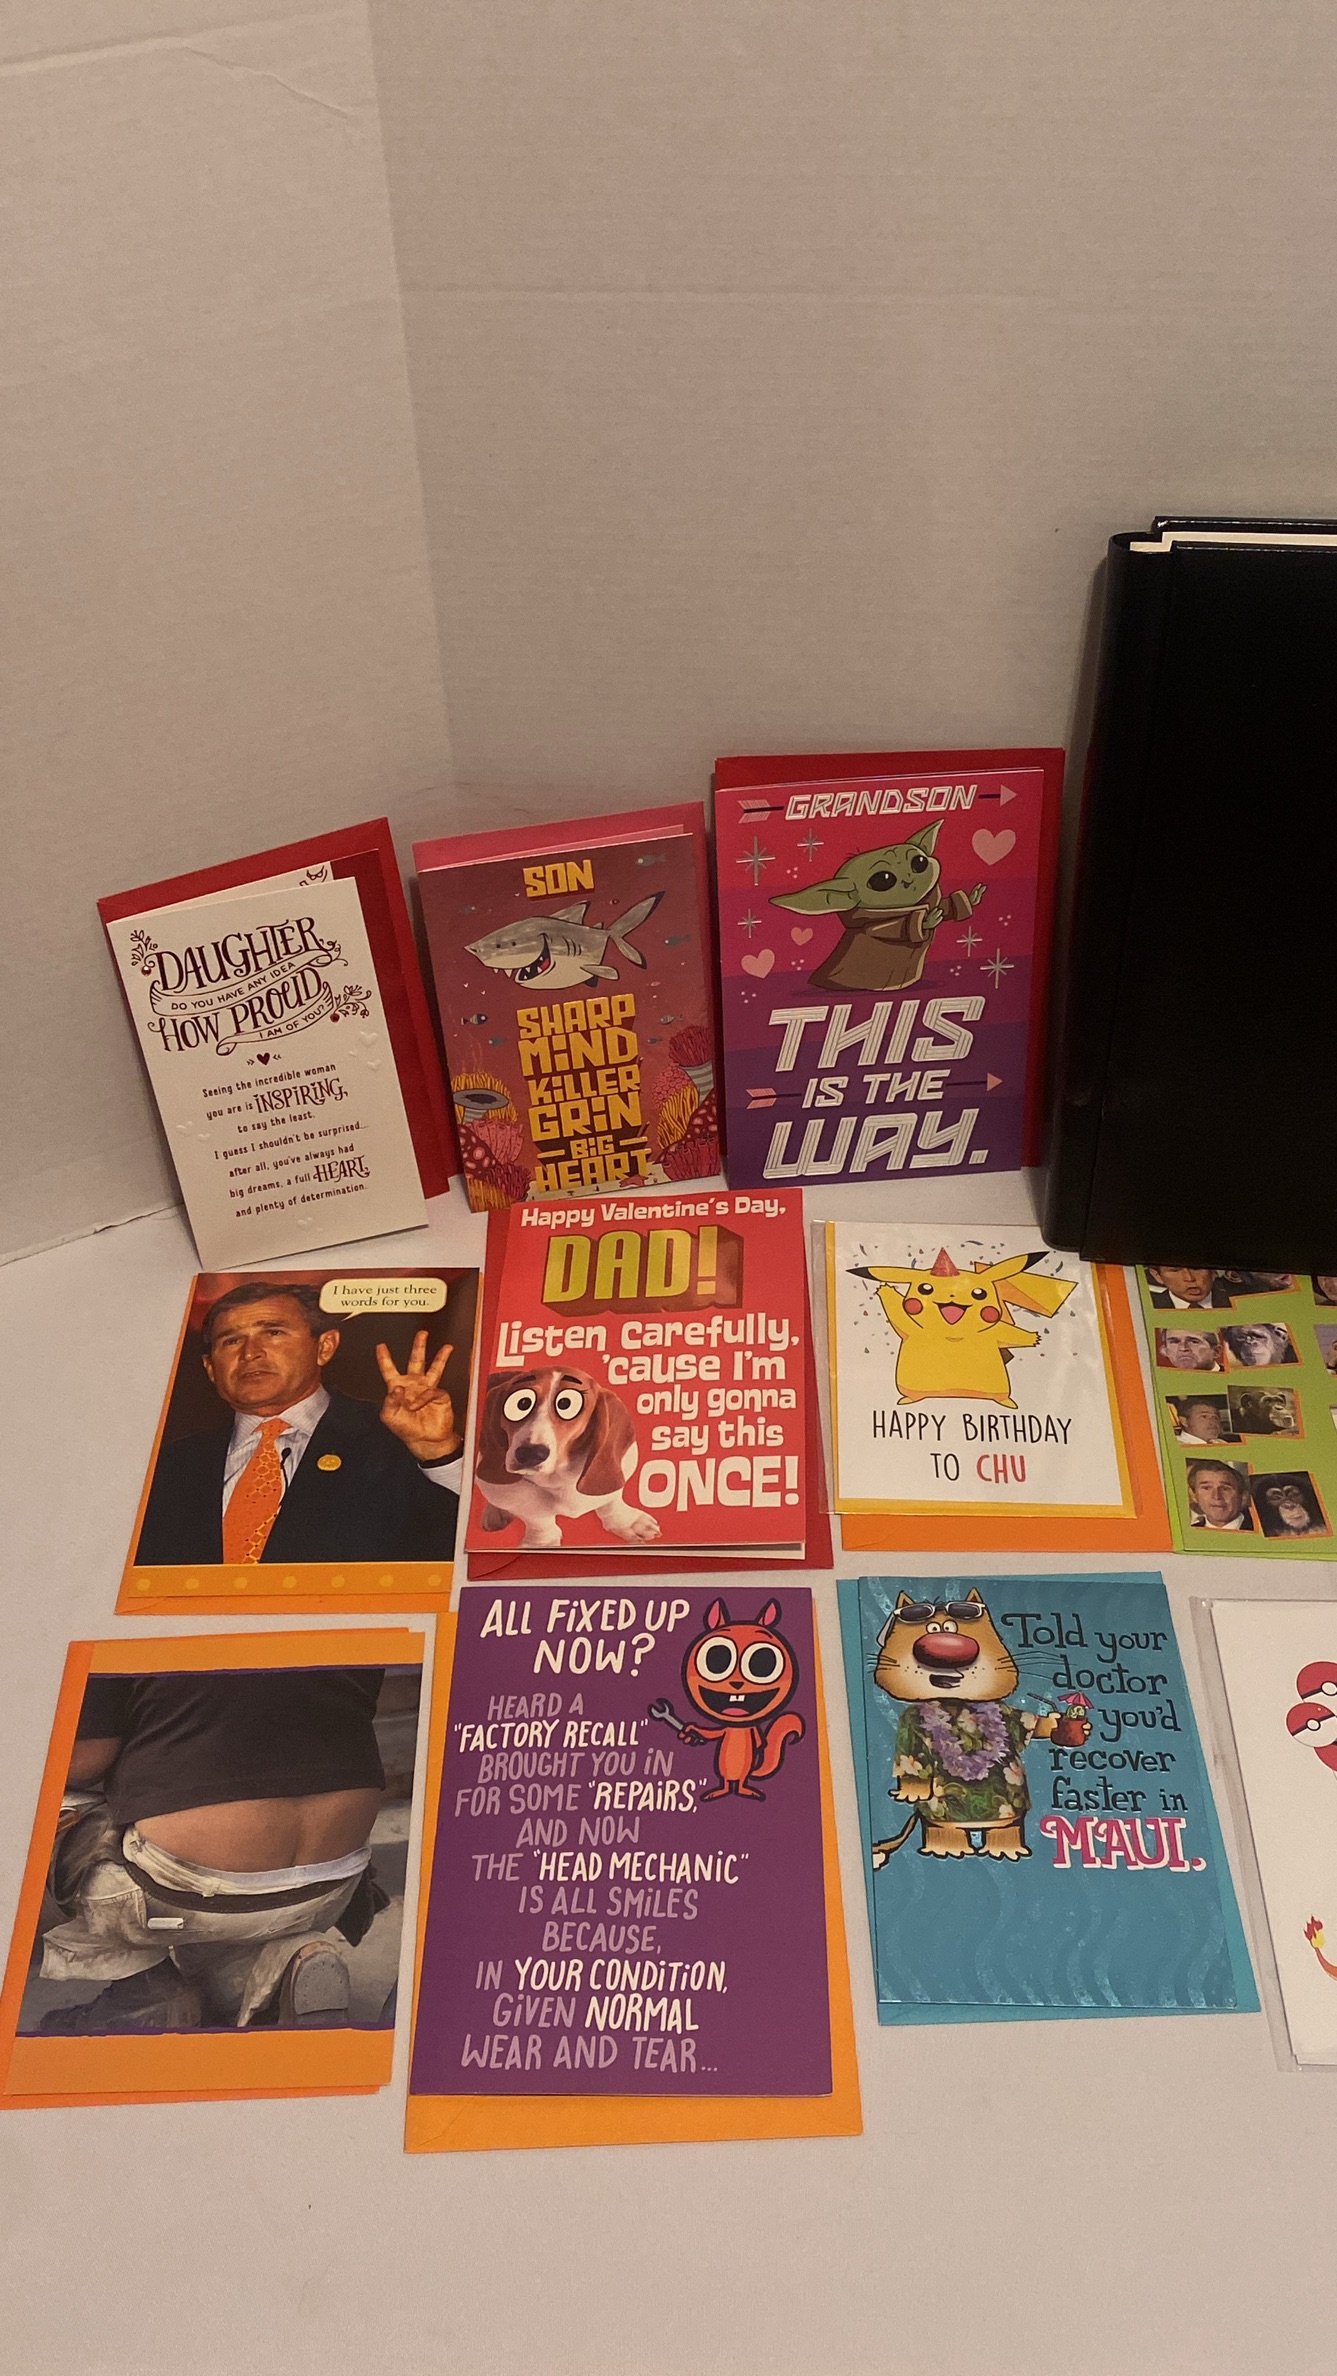 DAUGHTER
DO YOU HAVE ANY IDEA
HOW PROUD
I AM OF YOU?
Seeing the incredible woman
you are is INSPIRING,
to say the least.
I guess I shouldn't be surprised...
after all, you've always had
big dreams, a full HEART,
and plenty of determination.
SON
SHARP
MIND
KILLER
GRIN
BIG
HEART
GRANDSON
THIS
IS THE
WAY.
I have just three
words for you.
Happy Valentine's Day,
DAD!
Listen Carefully,
'cause I'm
only gonna
say this
ONCE!
HAPPY BIRTHDAY
TO CHU
ALL FIXED UP
NOW?
HEARD A
"FACTORY RECALL"
BROUGHT YOU IN
FOR SOME "REPAIRS,"
AND NOW
THE "HEAD MECHANIC"
IS ALL SMILES
BECAUSE,
IN YOUR CONDITION,
GIVEN NORMAL
WEAR AND TEAR...
Told your
doctor
you'd
recover
faster in
MAUI.